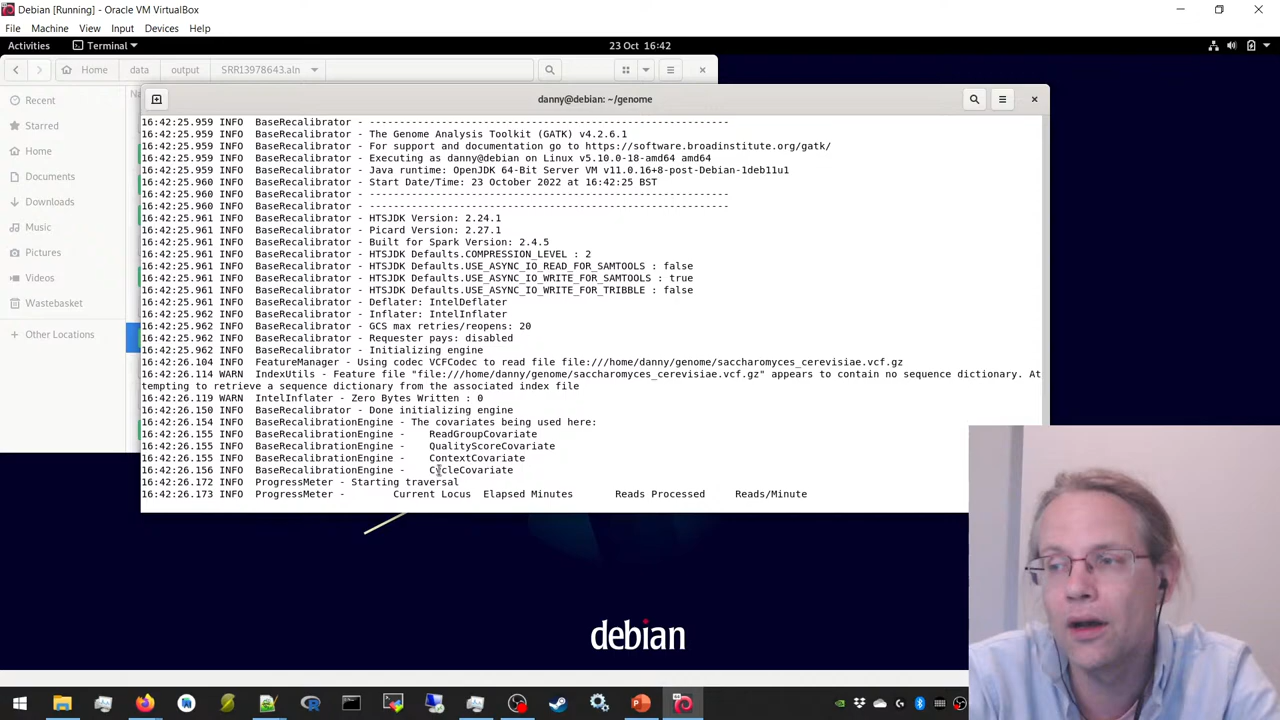 Debian [Running] - Oracle VM VirtualBox
File Machine View Input Devices Help
Activities Terminal 23 Oct 16:42
Home data output SRR13978643.aln
Recent
Starred
Home
Documents
Downloads
Music
Pictures
Videos
Wastebasket
+ Other Locations
danny@debian: ~/genome
16:42:25.959 INFO BaseRecalibrator - ------------------------------------------------------------
16:42:25.959 INFO BaseRecalibrator - The Genome Analysis Toolkit (GATK) v4.2.6.1
16:42:25.959 INFO BaseRecalibrator - For support and documentation go to https://software.broadinstitute.org/gatk/
16:42:25.959 INFO BaseRecalibrator - Executing as danny@debian on Linux v5.10.0-18-amd64 amd64
16:42:25.959 INFO BaseRecalibrator - Java runtime: OpenJDK 64-Bit Server VM v11.0.16+8-post-Debian-1deb11u1
16:42:25.960 INFO BaseRecalibrator - Start Date/Time: 23 October 2022 at 16:42:25 BST
16:42:25.960 INFO BaseRecalibrator - ------------------------------------------------------------
16:42:25.960 INFO BaseRecalibrator - ------------------------------------------------------------
16:42:25.961 INFO BaseRecalibrator - HTSJDK Version: 2.24.1
16:42:25.961 INFO BaseRecalibrator - Picard Version: 2.27.1
16:42:25.961 INFO BaseRecalibrator - Built for Spark Version: 2.4.5
16:42:25.961 INFO BaseRecalibrator - HTSJDK Defaults.COMPRESSION_LEVEL : 2
16:42:25.961 INFO BaseRecalibrator - HTSJDK Defaults.USE_ASYNC_IO_READ_FOR_SAMTOOLS : false
16:42:25.961 INFO BaseRecalibrator - HTSJDK Defaults.USE_ASYNC_IO_WRITE_FOR_SAMTOOLS : true
16:42:25.961 INFO BaseRecalibrator - HTSJDK Defaults.USE_ASYNC_IO_WRITE_FOR_TRIBBLE : false
16:42:25.962 INFO BaseRecalibrator - Deflater: IntelDeflater
16:42:25.962 INFO BaseRecalibrator - Inflater: IntelInflater
16:42:25.962 INFO BaseRecalibrator - GCS max retries/reopens: 20
16:42:25.962 INFO BaseRecalibrator - Requester pays: disabled
16:42:25.962 INFO BaseRecalibrator - Initializing engine
16:42:26.104 INFO FeatureManager - Using codec VCFCodec to read file file:///home/danny/genome/saccharomyces_cerevisiae.vcf.gz
16:42:26.114 WARN IndexUtils - Feature file "file:///home/danny/genome/saccharomyces_cerevisiae.vcf.gz" appears to contain no sequence dictionary. At
tempting to retrieve a sequence dictionary from the associated index file
16:42:26.119 WARN IntelInflater - Zero Bytes Written : 0
16:42:26.150 INFO BaseRecalibrator - Done initializing engine
16:42:26.154 INFO BaseRecalibrationEngine - The covariates being used here:
16:42:26.155 INFO BaseRecalibrationEngine - ReadGroupCovariate
16:42:26.155 INFO BaseRecalibrationEngine - QualityScoreCovariate
16:42:26.155 INFO BaseRecalibrationEngine - ContextCovariate
16:42:26.156 INFO BaseRecalibrationEngine - CycleCovariate
16:42:26.172 INFO ProgressMeter - Starting traversal
16:42:26.173 INFO ProgressMeter - Current Locus Elapsed Minutes Reads Processed Reads/Minute
debian